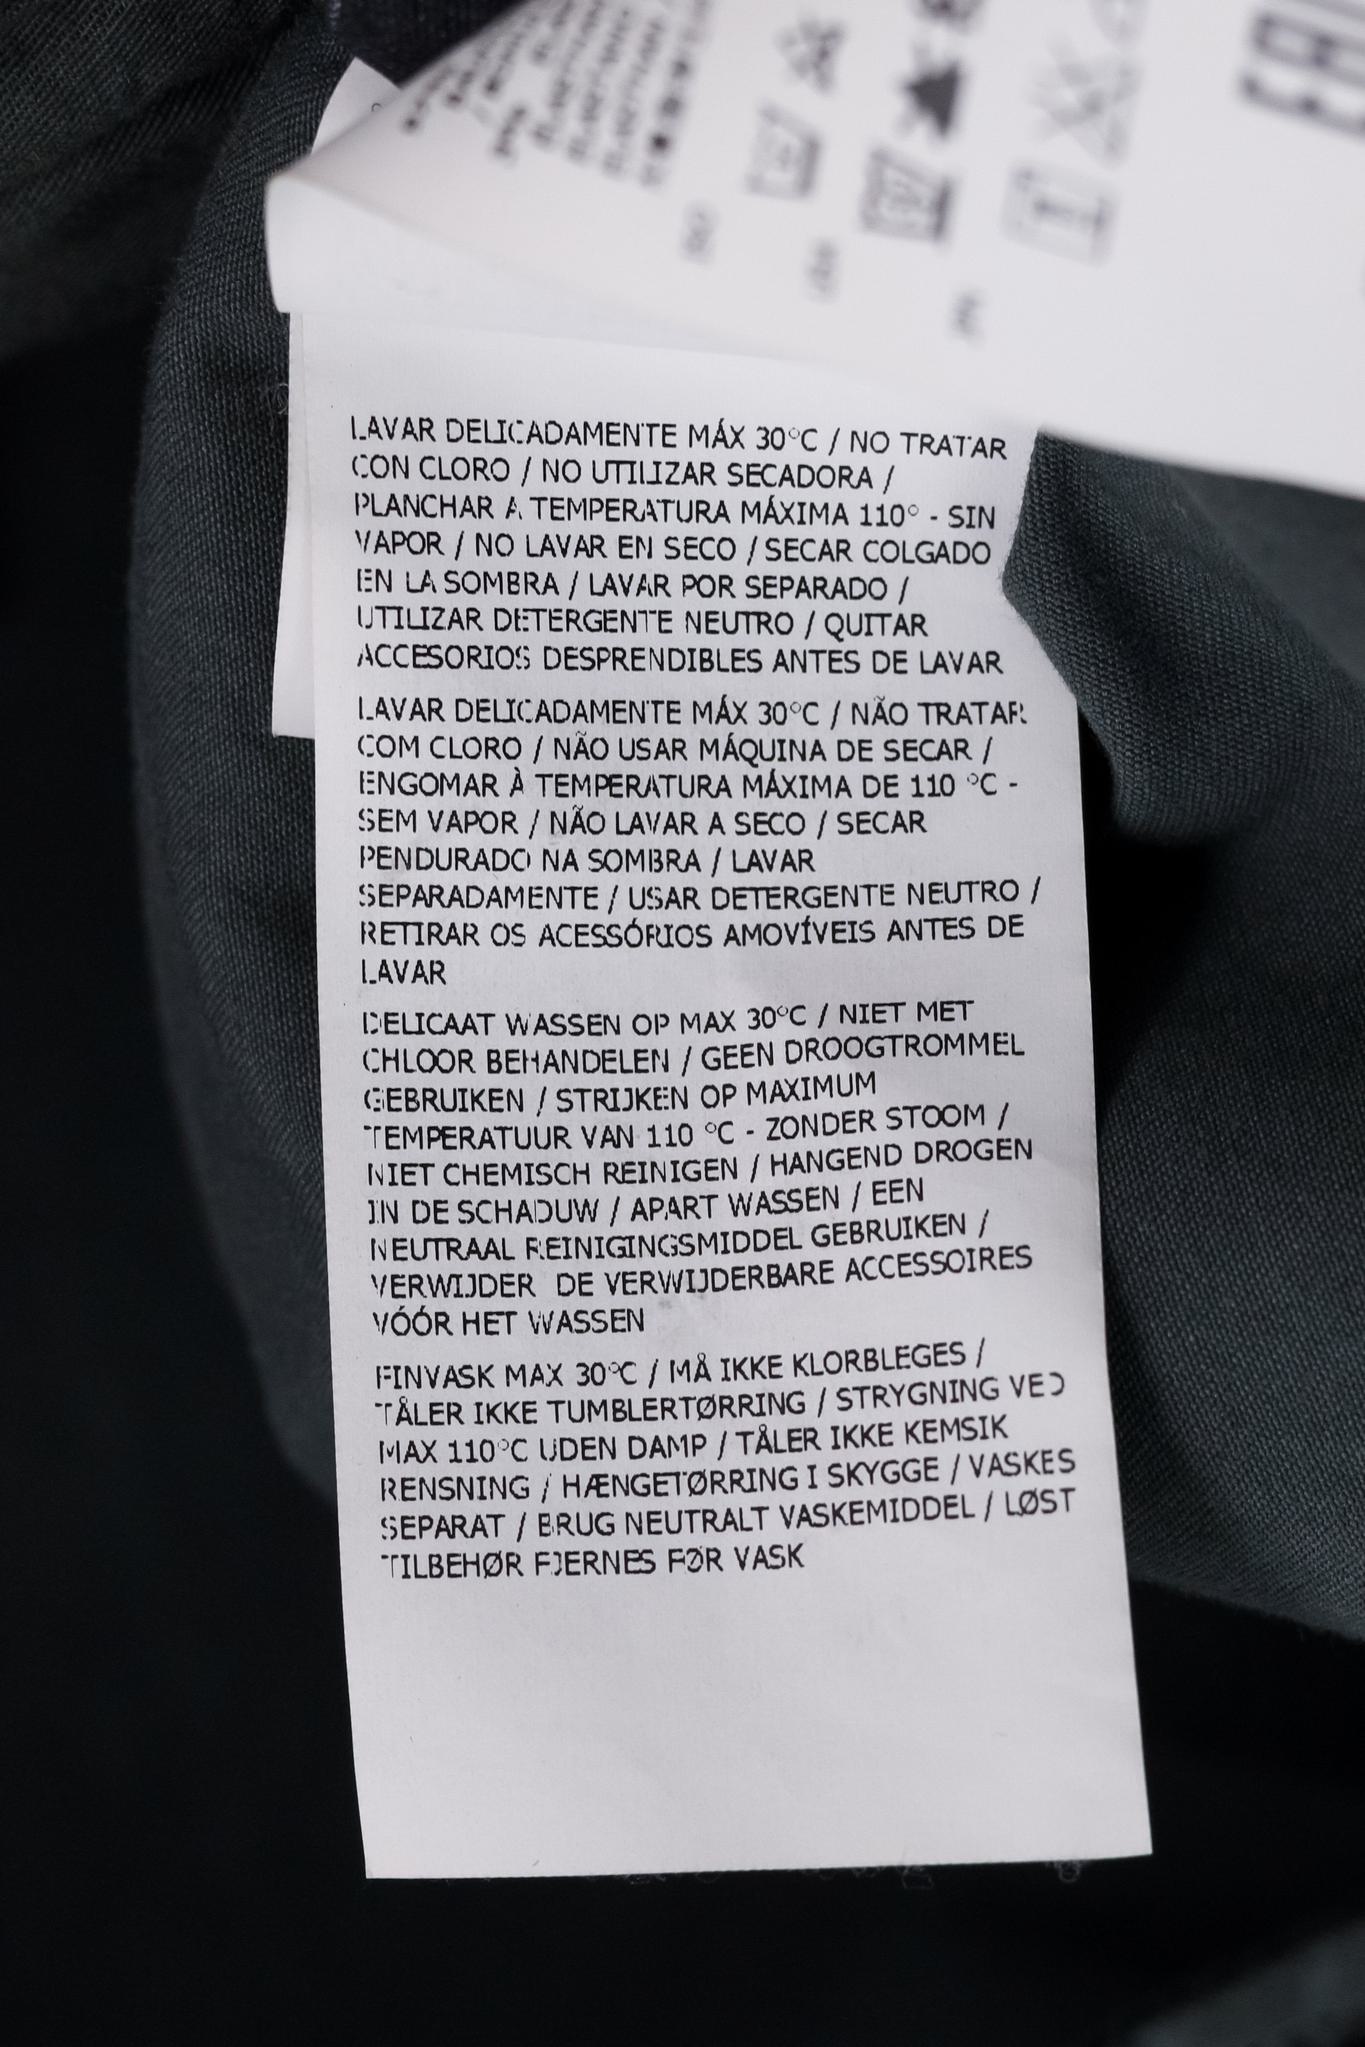 LAVAR DELICADAMENTE MÁX 30°C / NO TRATAR
CON CLORO / NO UTILIZAR SECADORA /
PLANCHAR A TEMPERATURA MÁXIMA 110° - SIN
VAPOR / NO LAVAR EN SECO / SECAR COLGADO
EN LA SOMBRA / LAVAR POR SEPARADO /
UTILIZAR DETERGENTE NEUTRO / QUITAR
ACCESORIOS DESPRENDIBLES ANTES DE LAVAR
LAVAR DELICADAMENTE MÁX 30°C / NÃO TRATAR
COM CLORO / NÃO USAR MÁQUINA DE SECAR /
ENGOMAR À TEMPERATURA MÁXIMA DE 110 °C -
SEM VAPOR / NÃO LAVAR A SECO / SECAR
PENDURADO NA SOMBRA / LAVAR
SEPARADAMENTE / USAR DETERGENTE NEUTRO /
RETIRAR OS ACESSÓRIOS AMOVÍVEIS ANTES DE
LAVAR
DELICAAT WASSEN OP MAX 30°C / NIET MET
CHLOOR BEHANDELEN / GEEN DROOGTROMMEL
GEBRUIKEN / STRIJKEN OP MAXIMUM
TEMPERATUUR VAN 110 °C - ZONDER STOOM /
NIET CHEMISCH REINIGEN / HANGEND DROGEN
IN DE SCHADUW / APART WASSEN / EEN
NEUTRAAL REINIGINGSMIDDEL GEBRUIKEN /
VERWIJDER DE VERWIJDERBARE ACCESSOIRES
VÓÓR HET WASSEN
FINVASK MAX 30°C / MÅ IKKE KLORBLEGES /
TÅLER IKKE TUMBLERTØRRING / STRYGNING VED
MAX 110°C UDEN DAMP / TÅLER IKKE KEMSIK
RENSNING / HÆNGETØRRING I SKYGGE / VASKES
SEPARAT / BRUG NEUTRALT VASKEMIDDEL / LØST
TILBEHØR FJERNES FØR VASK